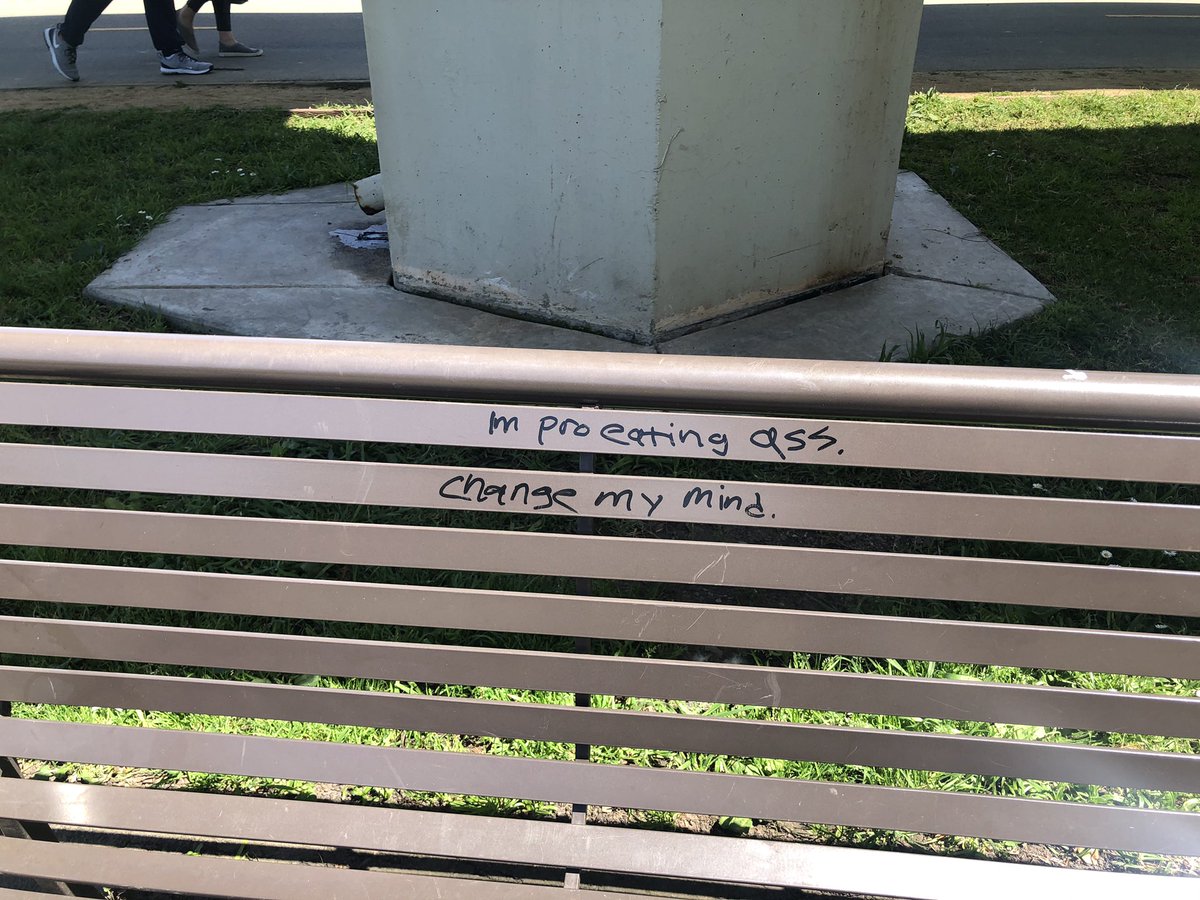 Im pro eating ass.
change my mind.